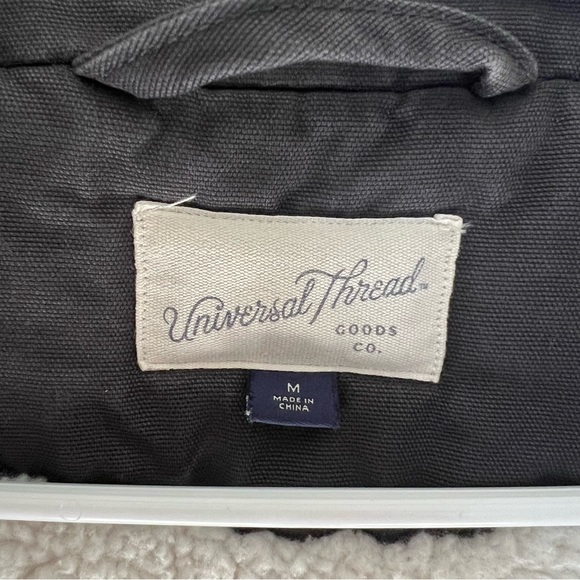 Universal Thread™
GOODS
CO.
M
MADE IN
CHINA